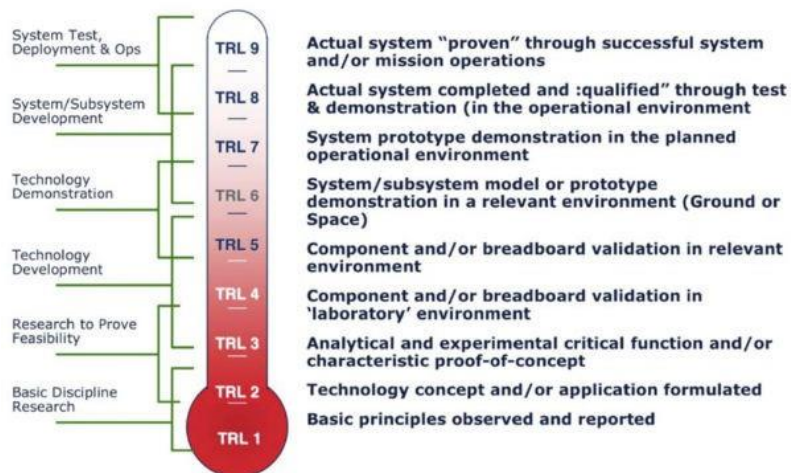 System Test,
Deployment & Ops
System/Subsystem
Development
Technology
Demonstration
Technology
Development
Research to Prove
Feasibility
Basic Discipline
Research
TRL 9
TRL 8
TRL 7
TRL 6
TRL 5
TRL 4
TRL 3
TRL 2
TRL 1
Actual system “proven” through successful system
and/or mission operations
Actual system completed and :qualified” through test
& demonstration (in the operational environment
System prototype demonstration in the planned
operational environment
System/subsystem model or prototype
demonstration in a relevant environment (Ground or
Space)
Component and/or breadboard validation in relevant
environment
Component and/or breadboard validation in
‘laboratory’ environment
Analytical and experimental critical function and/or
characteristic proof-of-concept
Technology concept and/or application formulated
Basic principles observed and reported